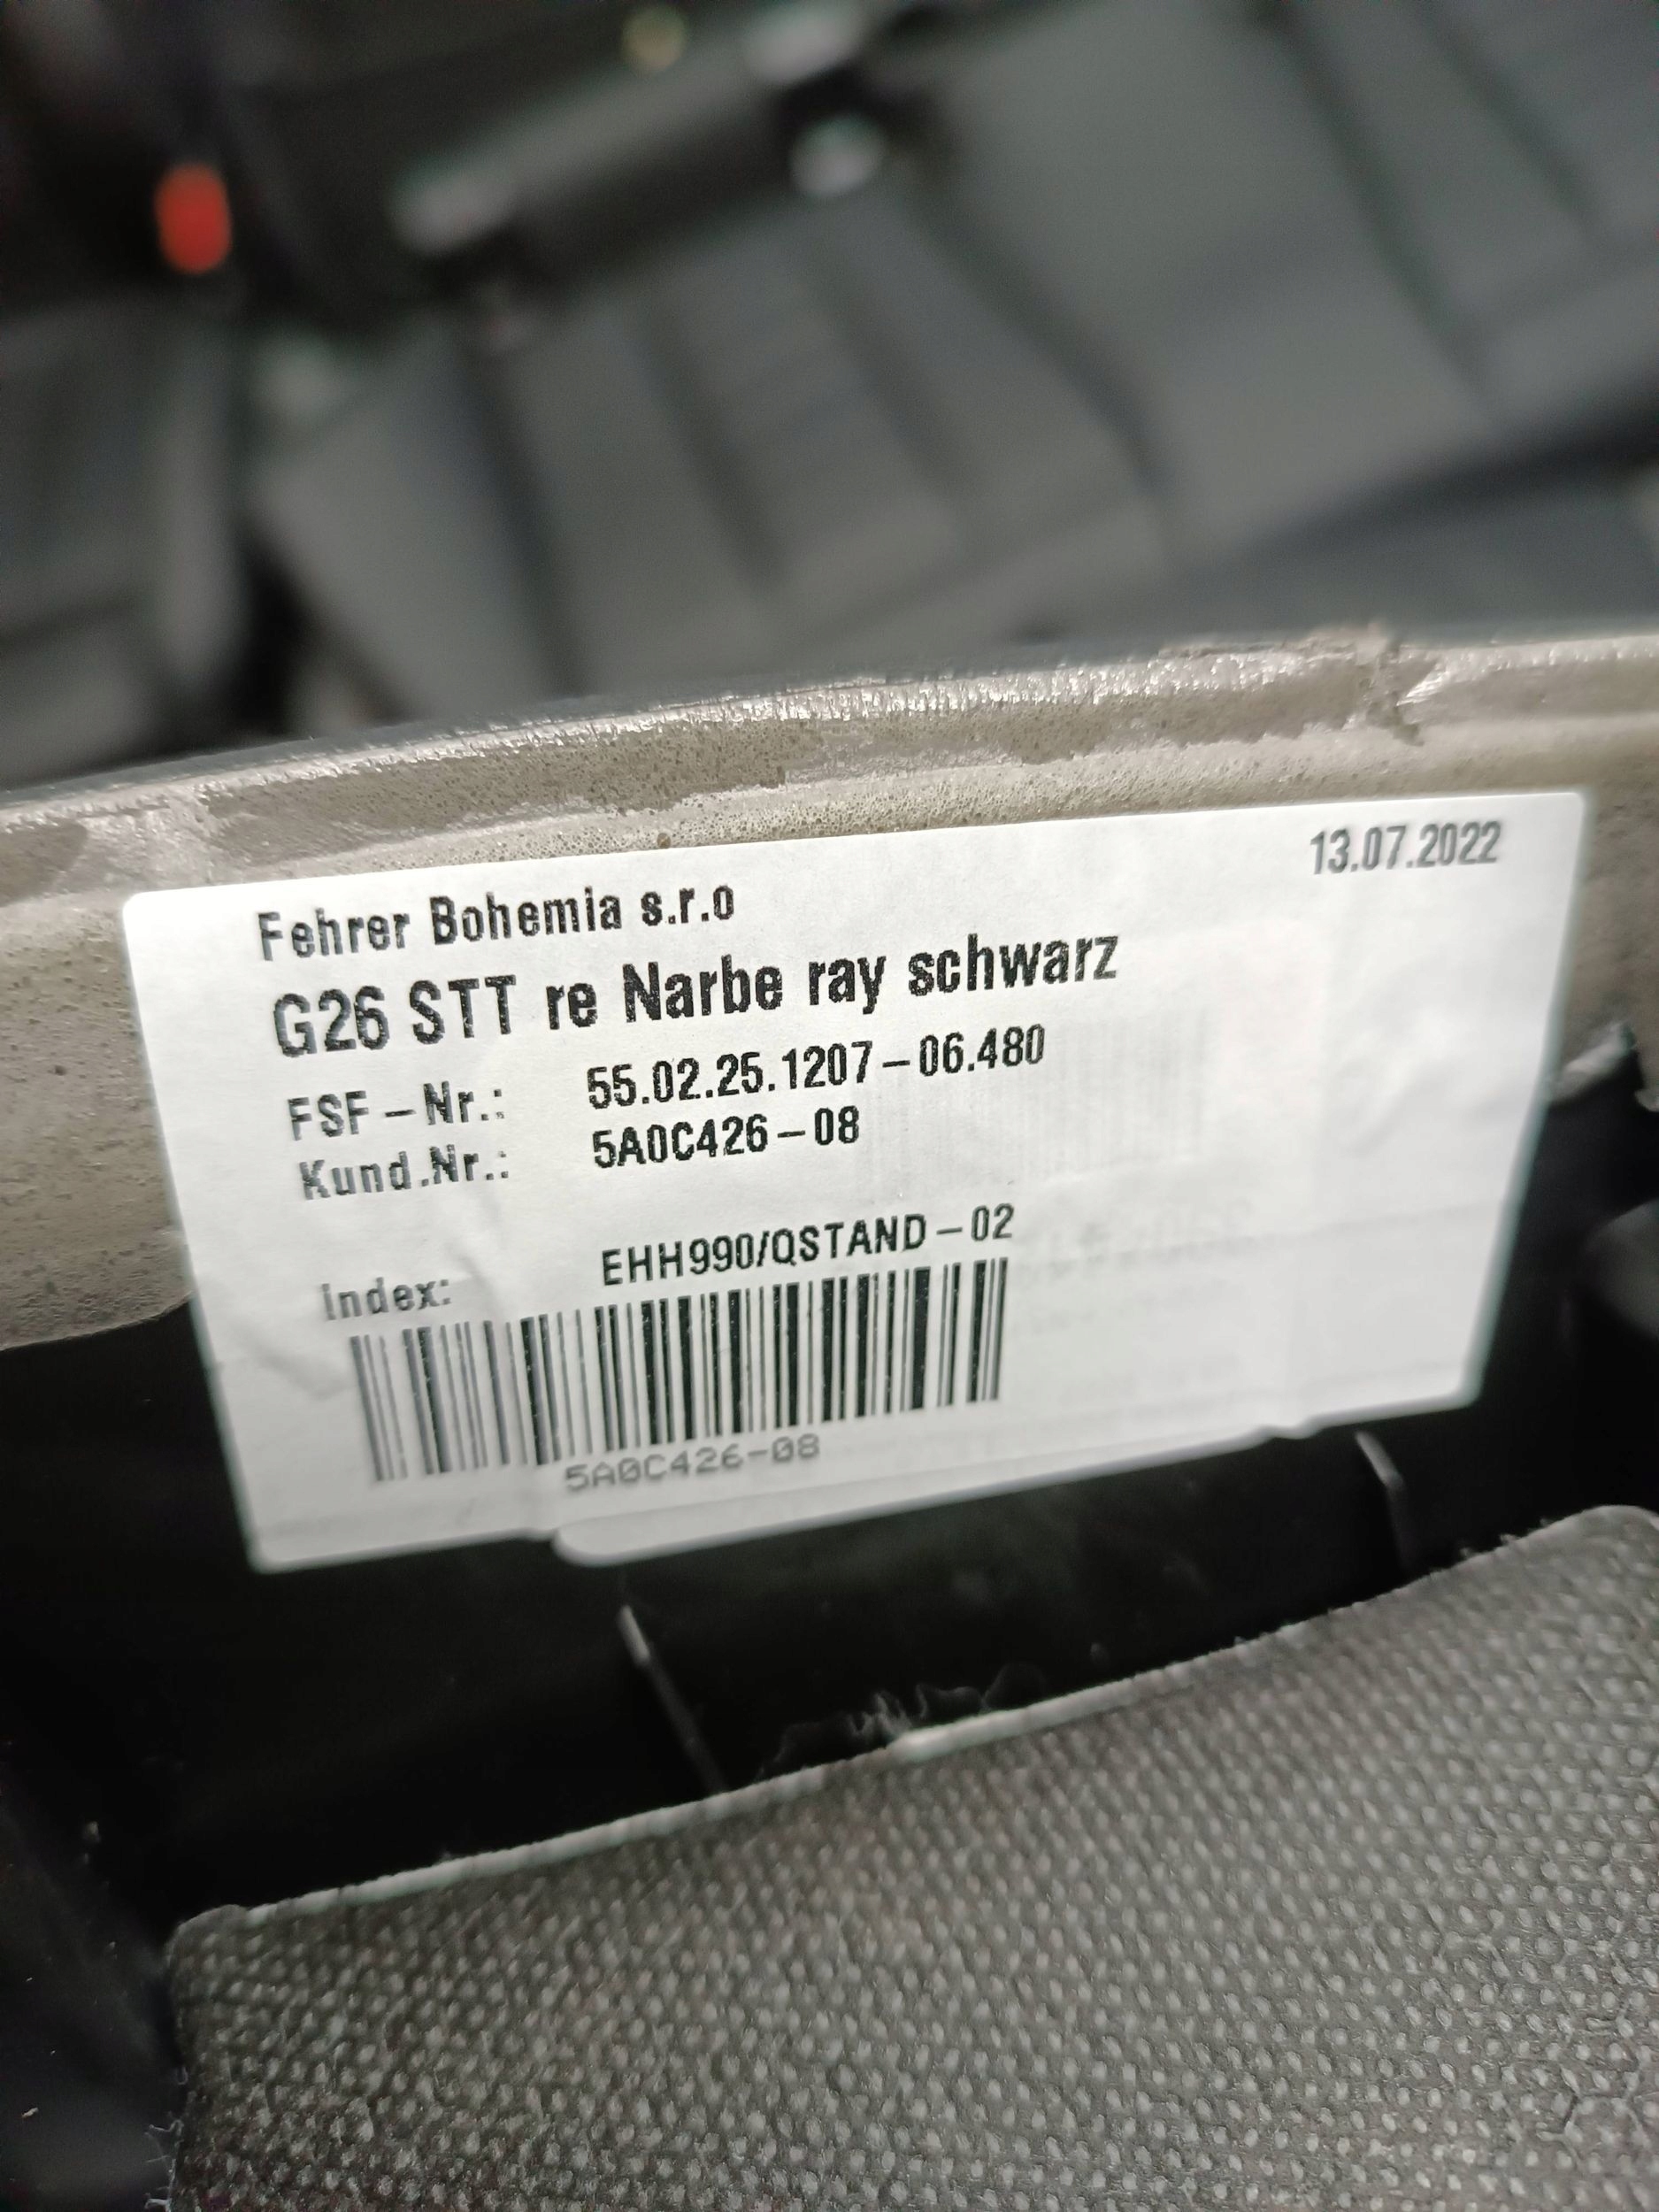 13.07.2022
Fehrer Bohemia s.r.o
G26 STT re Narbe ray schwarz
FSF-Nr.: 55.02.25.1207-06.480
Kund.Nr.: 5A0C426-08
Index: EHH990/QSTAND-02
5A0C426-08